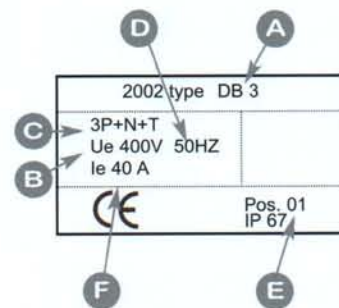 D
A
2002 type DB 3
C
3P+N+T
Ue 400V 50HZ
B
Ie 40 A
CE
Pos. 01
IP 67
F
E